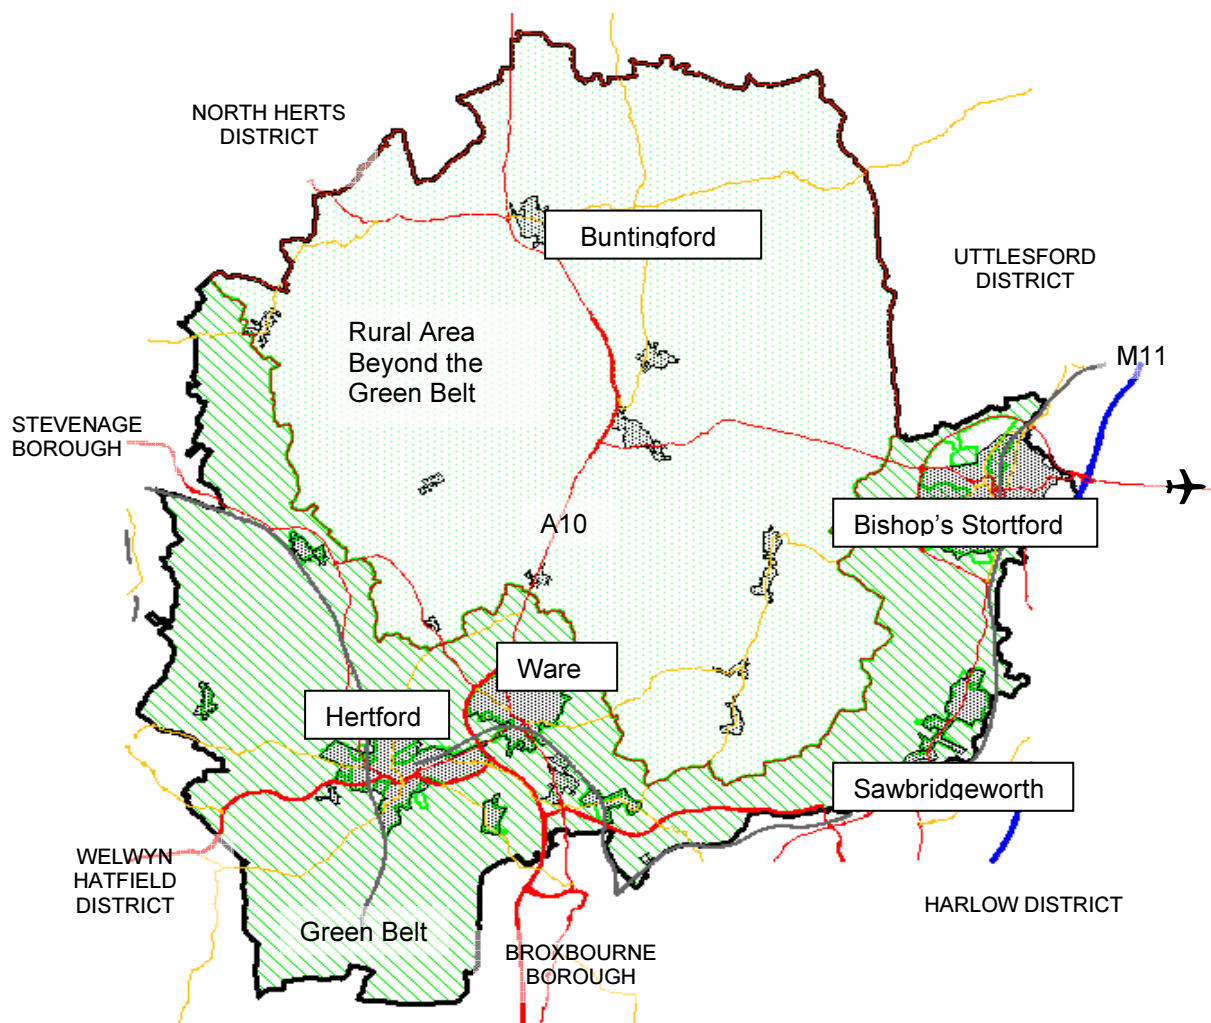 NORTH HERTS
DISTRICT
Buntingford
UTTLESFORD
DISTRICT
Rural Area
Beyond the
Green Belt
M11
STEVENAGE
BOROUGH
A10
Bishop's Stortford
Ware
Hertford
Sawbridgeworth
WELWYN
HATFIELD
DISTRICT
HARLOW DISTRICT
Green Belt
BROXBOURNE
BOROUGH